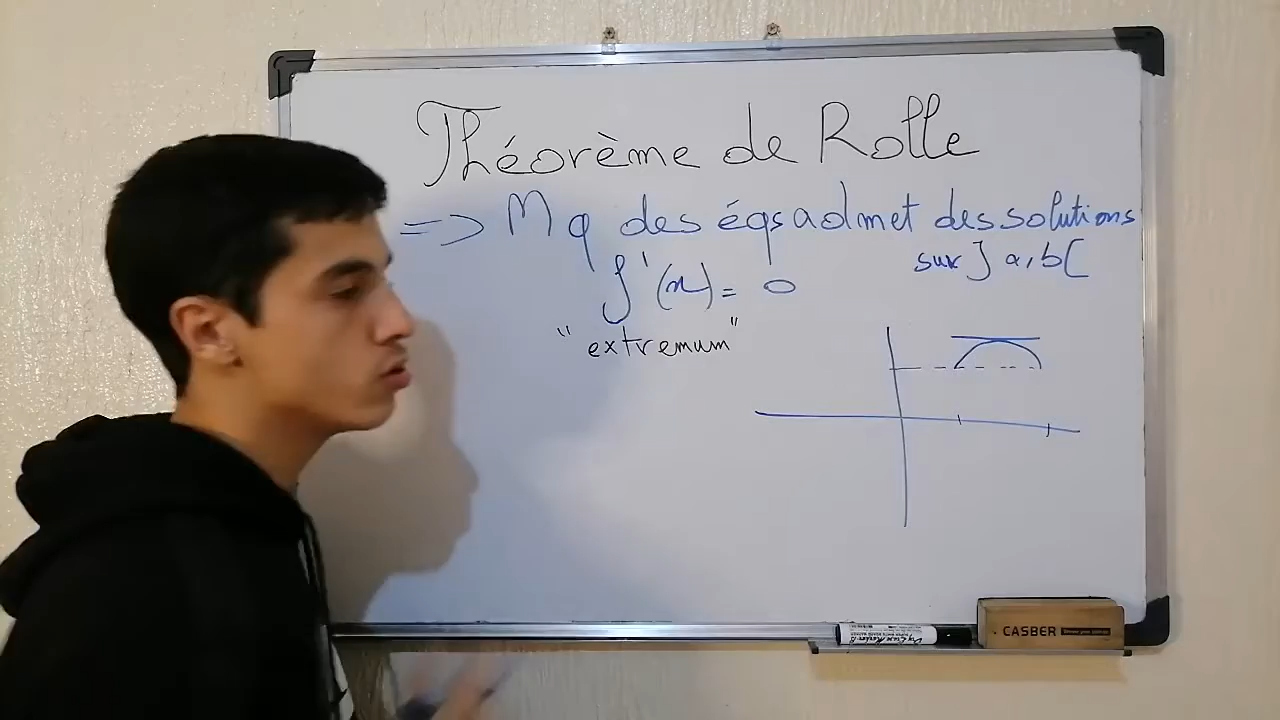 Théorème de Rolle
=> Mq des éqs admet des solutions
sur ]a,b[
f'(x) = 0
"extremum"
CASBER